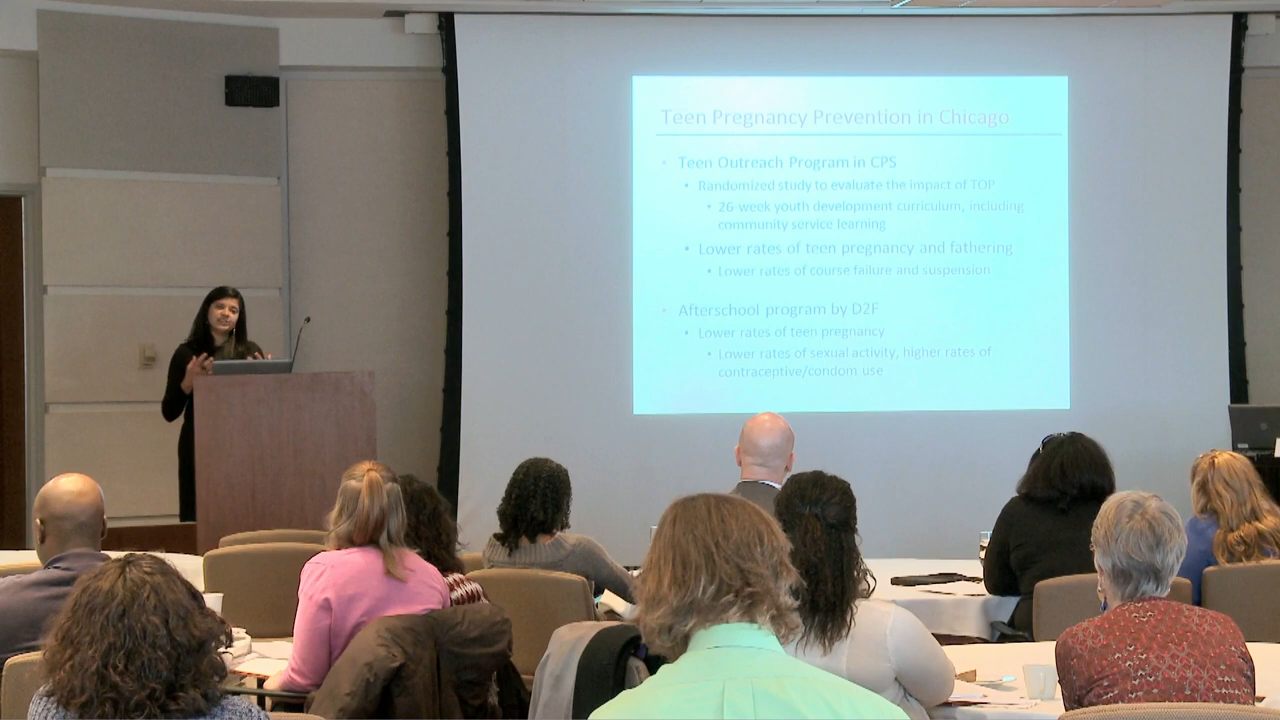 Teen Pregnancy Prevention in Chicago
• Teen Outreach Program in CPS
• Randomized study to evaluate the impact of TOP
• 26-week youth development curriculum, including
community service learning
• Lower rates of teen pregnancy and fathering
• Lower rates of course failure and suspension
• Afterschool program by D2F
• Lower rates of teen pregnancy
• Lower rates of sexual activity, higher rates of
contraceptive/condom use